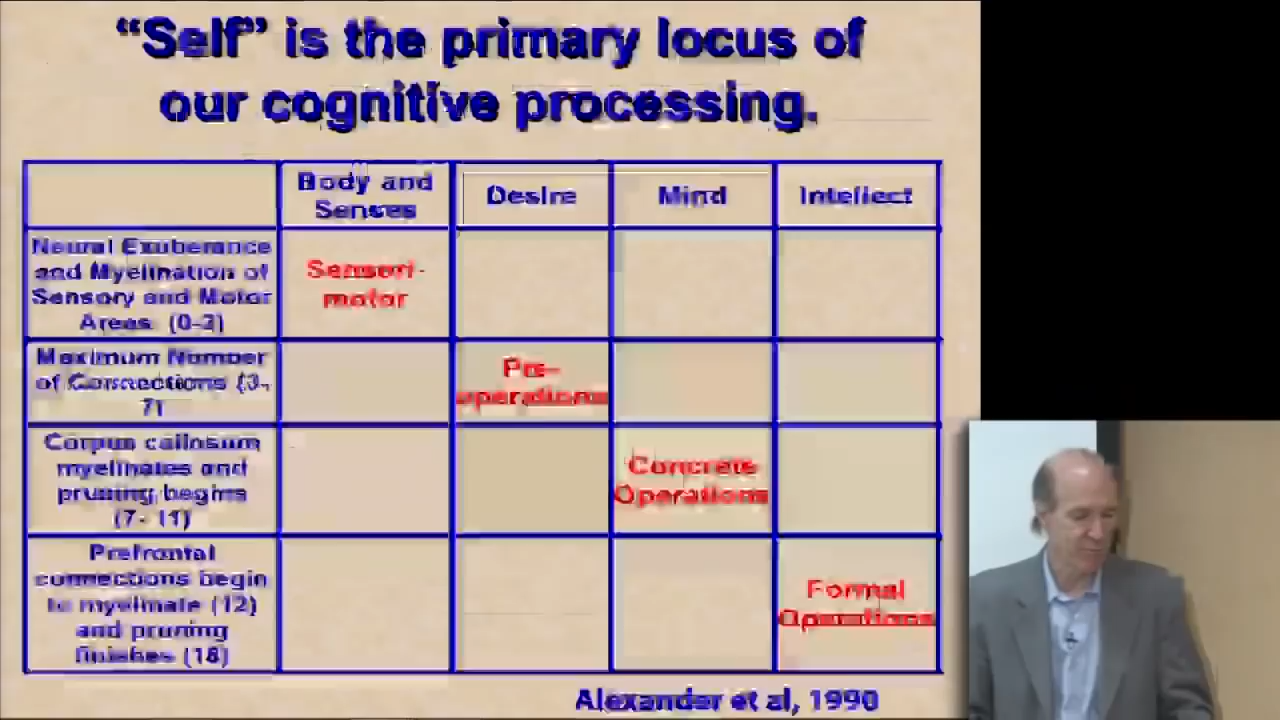 “Self” is the primary locus of
our cognitive processing.
Body and
Senses
Desire
Mind
Intellect
Neural Exuberance
and Myelination of
Sensory and Motor
Areas (0-3)
Sensori-
motor
Maximum Number
of Connections (3-
7)
Pre-
operations
Corpus callosum
myelinates and
pruning begins
(7- 11)
Concrete
Operations
Prefrontal
connections begin
to myelinate (12)
and pruning
finishes (18)
Formal
Operations
Alexander et al, 1990